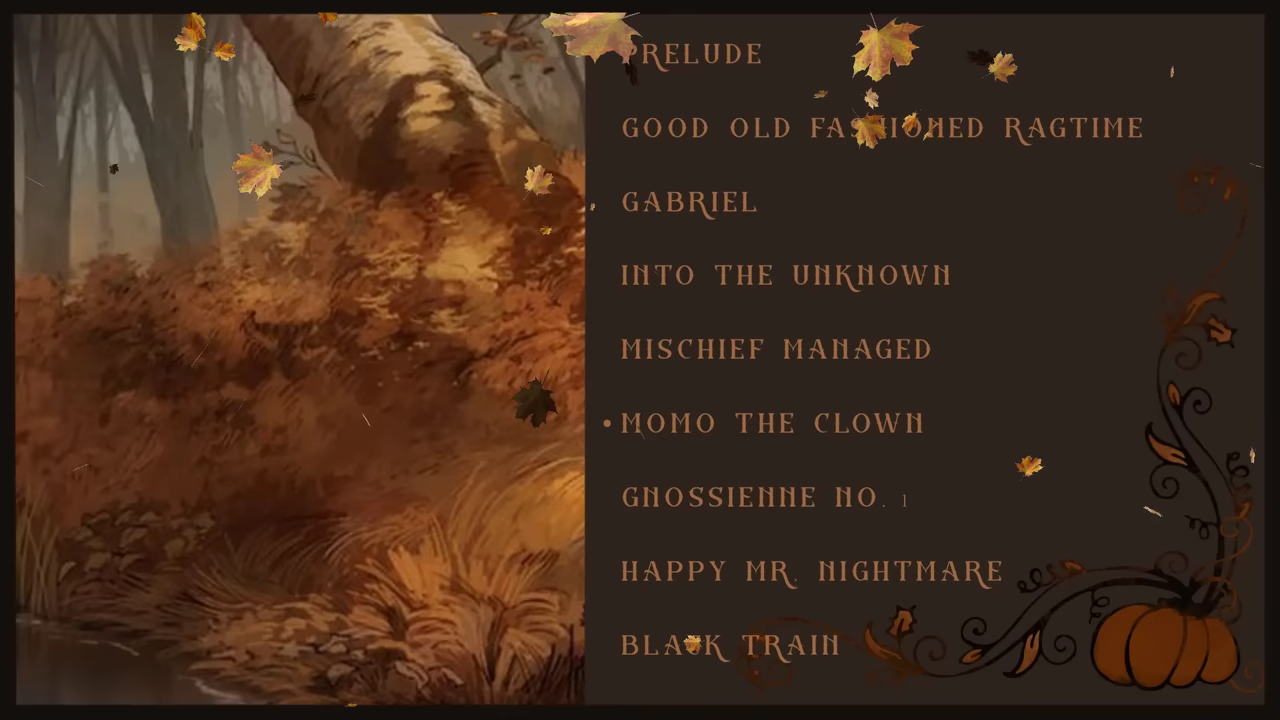 PRELUDE
GOOD OLD FASHIONED RAGTIME
GABRIEL
INTO THE UNKNOWN
MISCHIEF MANAGED
• MOMO THE CLOWN
GNOSSIENNE NO. 1
HAPPY MR. NIGHTMARE
BLACK TRAIN